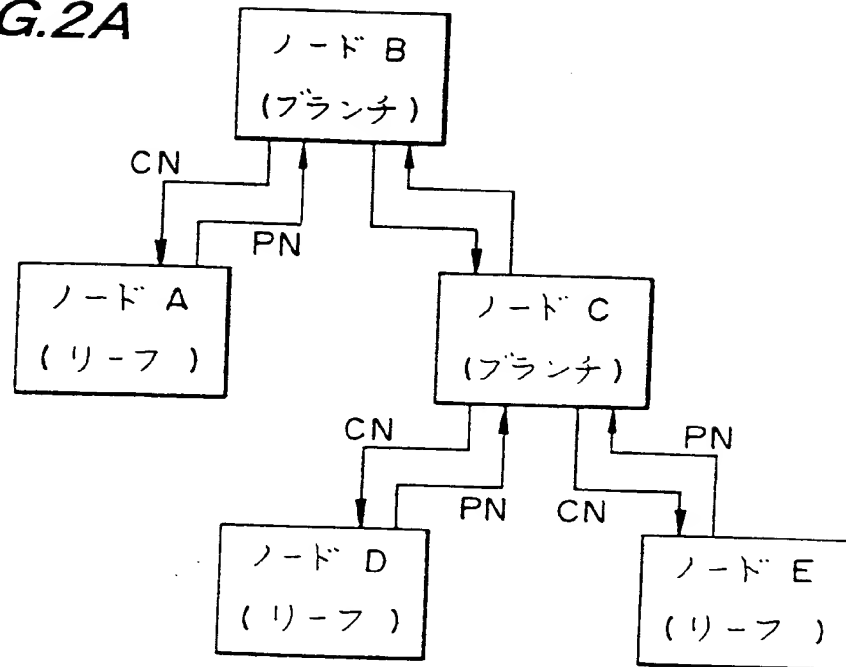 G.2A
ノード B
(ブランチ)
CN
PN
ノード A
(リーフ)
ノード C
(ブランチ)
CN
PN
CN
PN
ノード D
(リーフ)
ノード E
(リーフ)